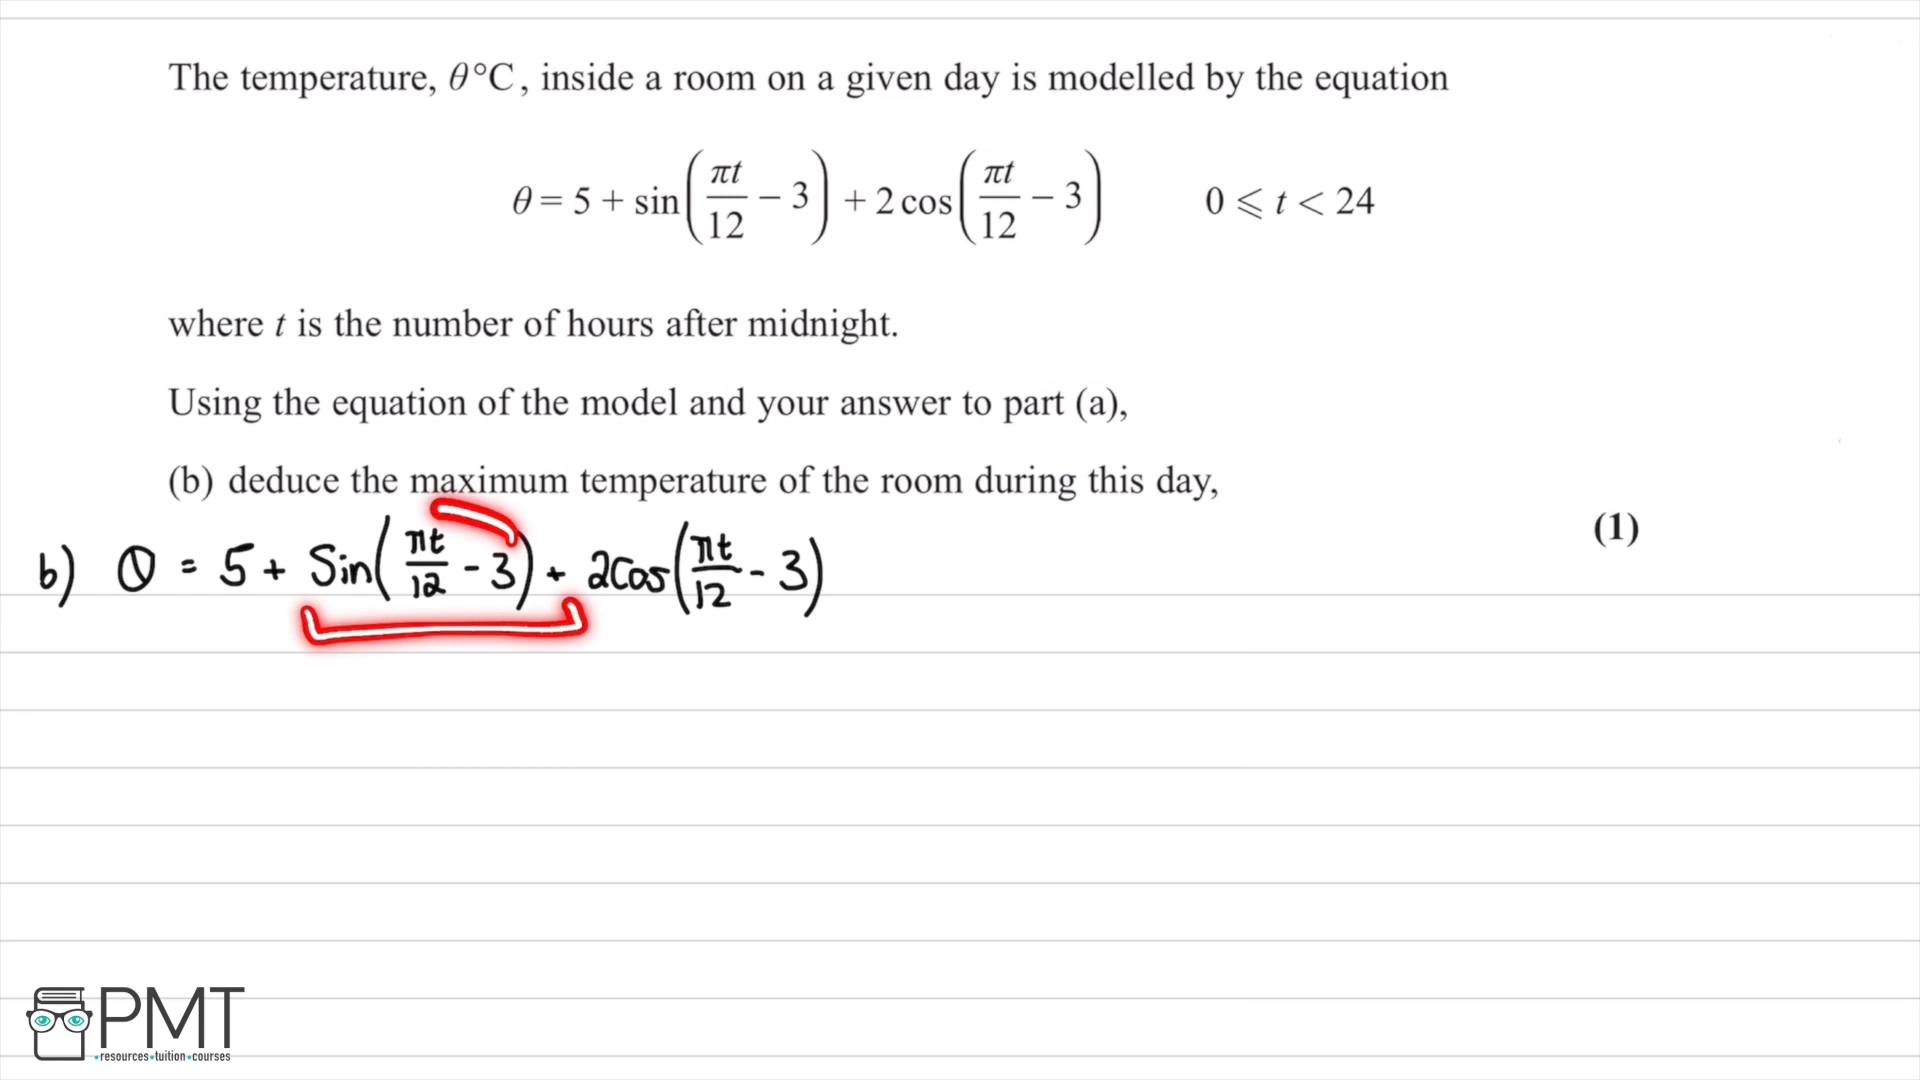 The temperature, θ°C, inside a room on a given day is modelled by the equation
θ = 5 + sin(πt/12 − 3) + 2 cos(πt/12 − 3) 0 ⩽ t < 24
where t is the number of hours after midnight.
Using the equation of the model and your answer to part (a),
(b) deduce the maximum temperature of the room during this day,
(1)
b) θ = 5 + Sin(πt/12 - 3) + 2Cos(πt/12 - 3)
PMT
•resources•tuition•courses